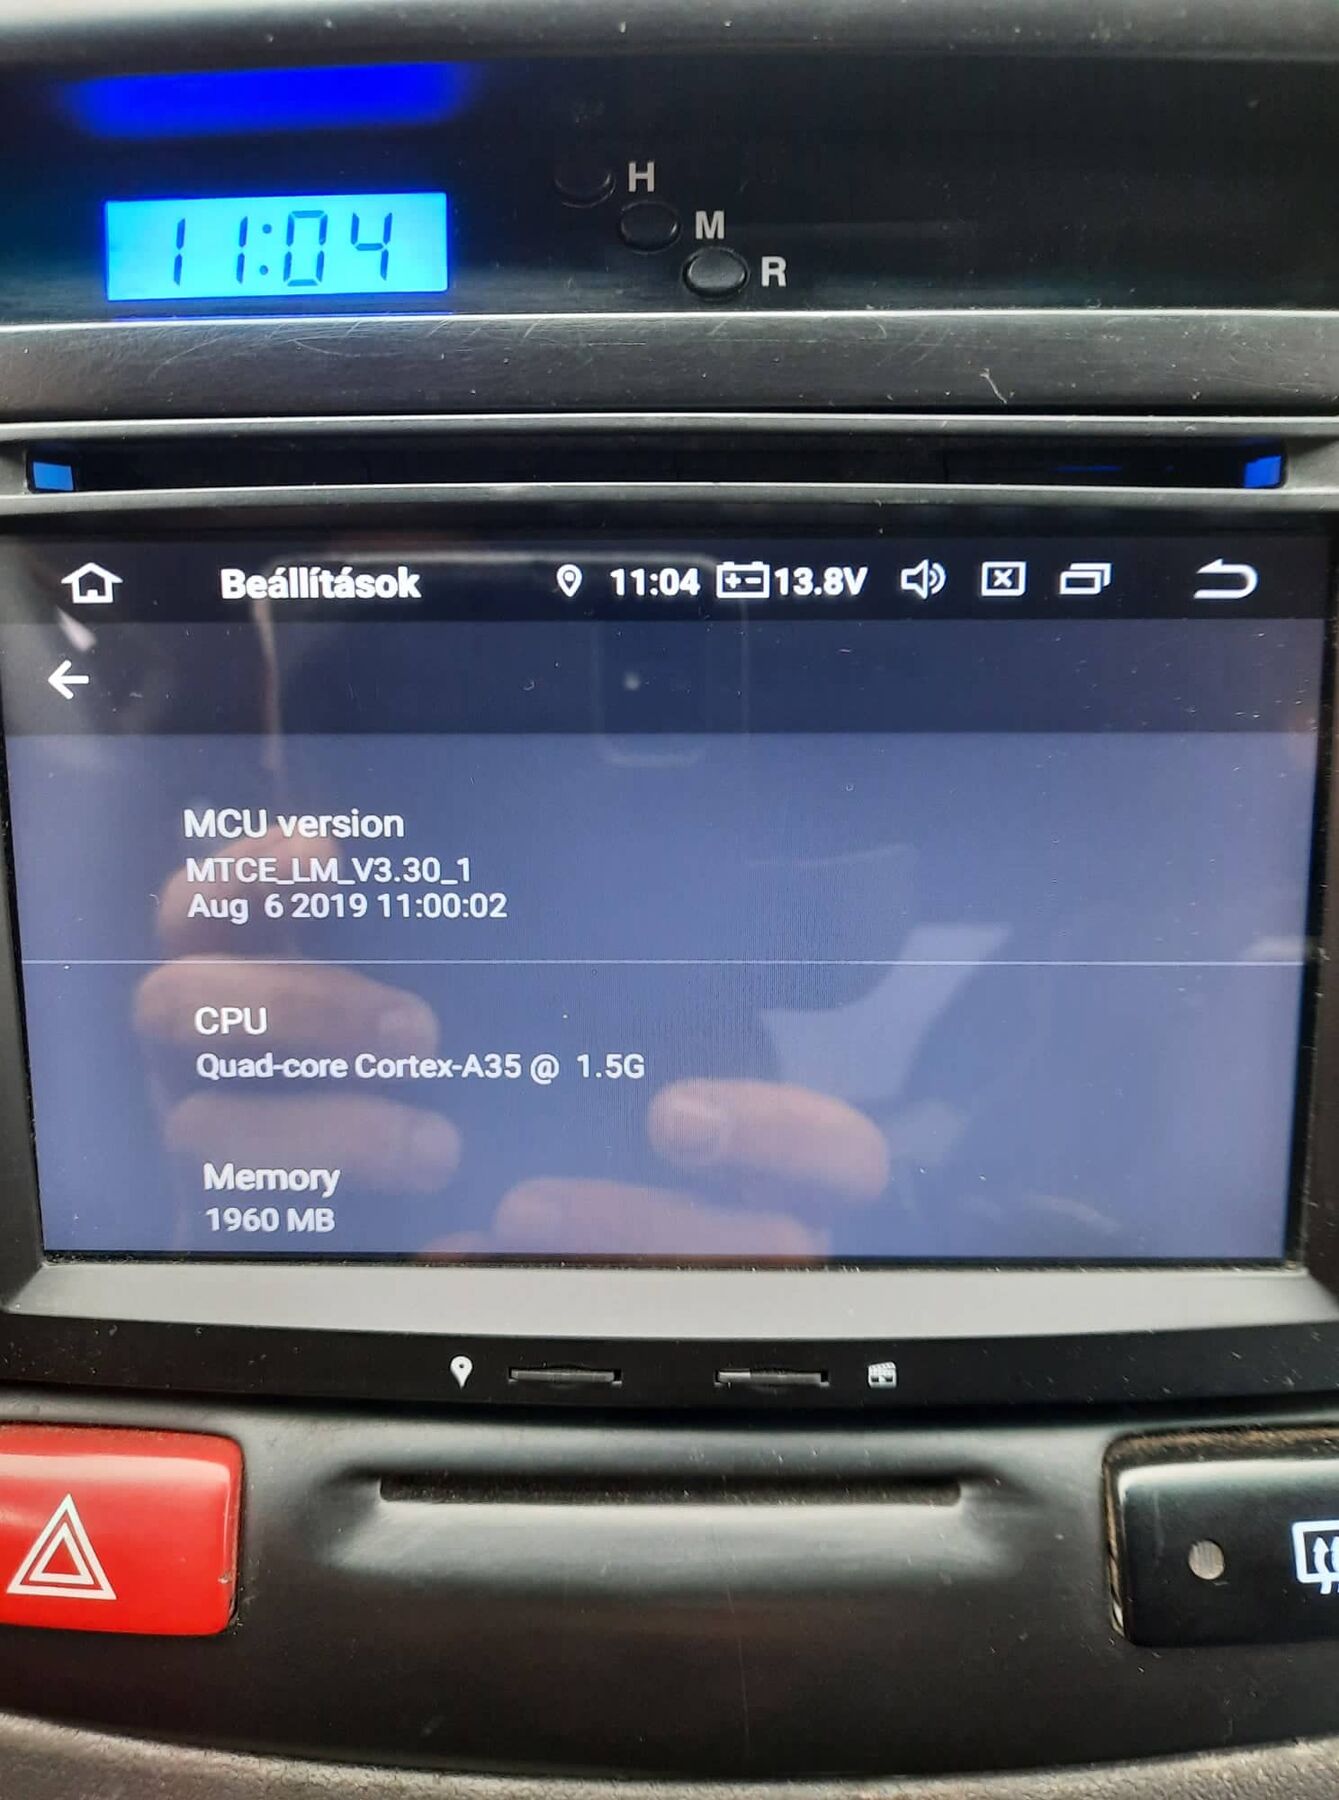 H
M
R
11:04
Beállítások 11:04 13.8V
MCU version
MTCE_LM_V3.30_1
Aug 6 2019 11:00:02
CPU
Quad-core Cortex-A35 @ 1.5G
Memory
1960 MB